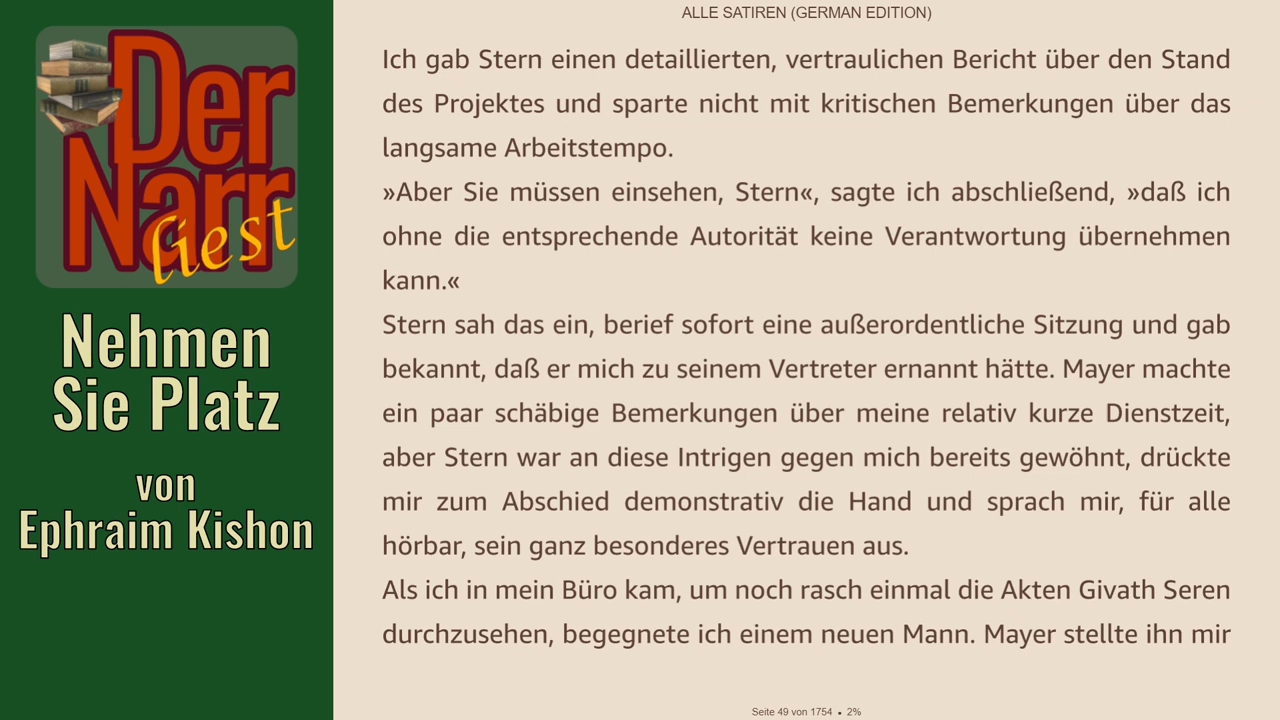 Der
Narr
liest
Nehmen
Sie Platz
von
Ephraim Kishon
ALLE SATIREN (GERMAN EDITION)
Ich gab Stern einen detaillierten, vertraulichen Bericht über den Stand
des Projektes und sparte nicht mit kritischen Bemerkungen über das
langsame Arbeitstempo.
»Aber Sie müssen einsehen, Stern«, sagte ich abschließend, »daß ich
ohne die entsprechende Autorität keine Verantwortung übernehmen
kann.«
Stern sah das ein, berief sofort eine außerordentliche Sitzung und gab
bekannt, daß er mich zu seinem Vertreter ernannt hätte. Mayer machte
ein paar schäbige Bemerkungen über meine relativ kurze Dienstzeit,
aber Stern war an diese Intrigen gegen mich bereits gewöhnt, drückte
mir zum Abschied demonstrativ die Hand und sprach mir, für alle
hörbar, sein ganz besonderes Vertrauen aus.
Als ich in mein Büro kam, um noch rasch einmal die Akten Givath Seren
durchzusehen, begegnete ich einem neuen Mann. Mayer stellte ihn mir
Seite 49 von 1754 • 2%